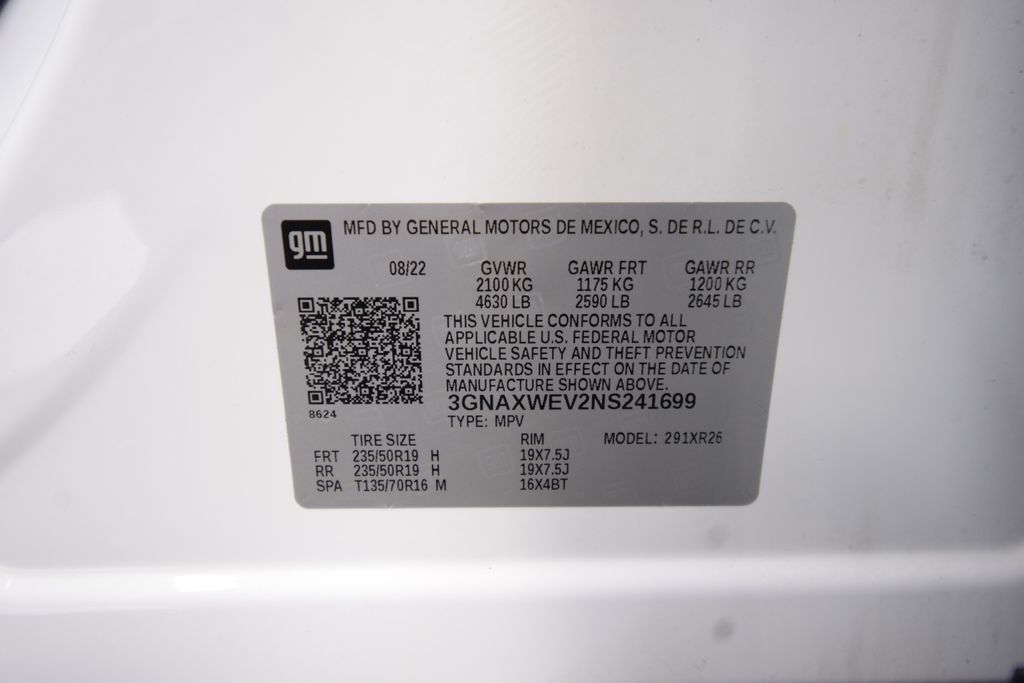 gm MFD BY GENERAL MOTORS DE MEXICO, S. DE R.L. DE C.V.
08/22 GVWR GAWR FRT GAWR RR
2100 KG 1175 KG 1200 KG
4630 LB 2590 LB 2645 LB
THIS VEHICLE CONFORMS TO ALL
APPLICABLE U.S. FEDERAL MOTOR
VEHICLE SAFETY AND THEFT PREVENTION
STANDARDS IN EFFECT ON THE DATE OF
MANUFACTURE SHOWN ABOVE.
3GNAXWEV2NS241699
8624
TYPE: MPV
TIRE SIZE RIM MODEL: 291XR26
FRT 235/50R19 H 19X7.5J
RR 235/50R19 H 19X7.5J
SPA T135/70R16 M 16X4BT